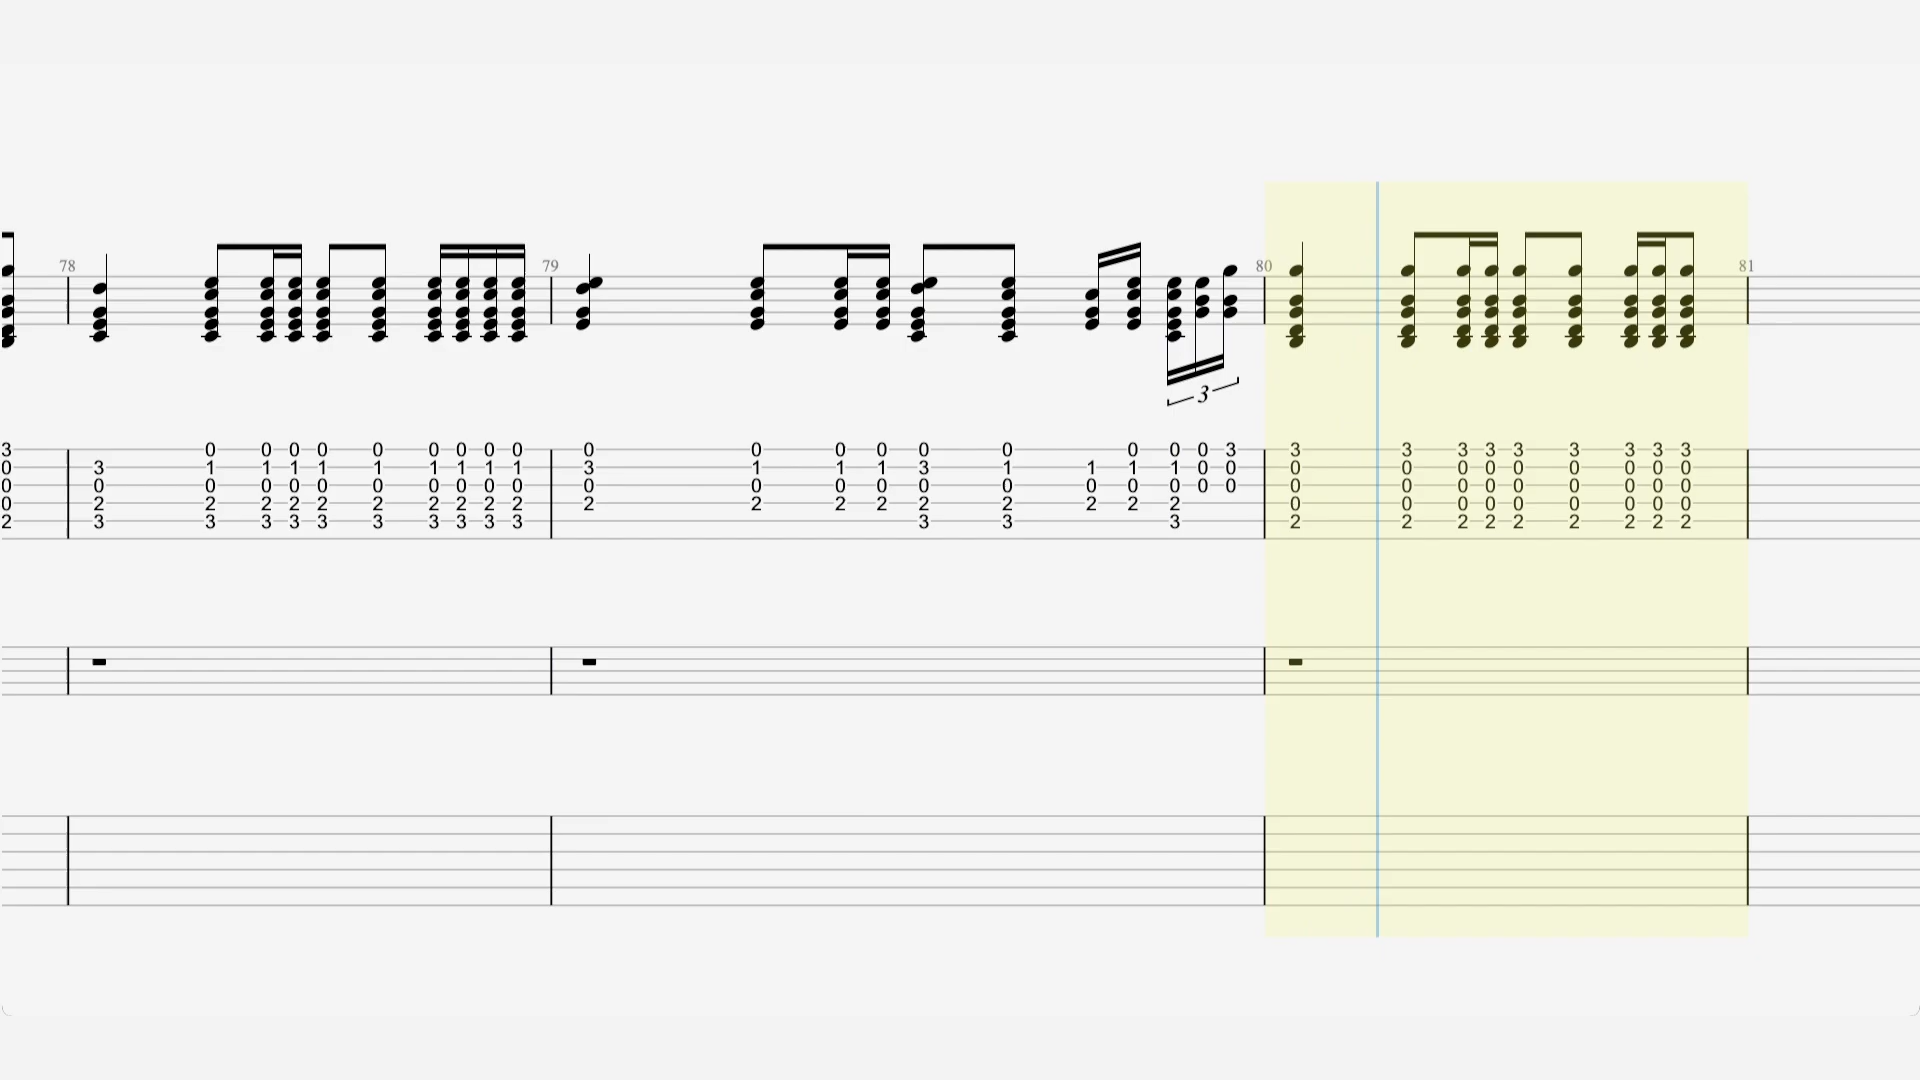 78 79 80 81
3
3 0 0 0 0 0 0 0 0 0 0 0 0 0 0 0 0 0 0 0 3 3 3 3 3 3 3 3 3 3
0 3 1 1 1 1 1 1 1 1 1 3 1 1 1 3 1 1 1 1 0 0 0 0 0 0 0 0 0 0 0
0 0 0 0 0 0 0 0 0 0 0 0 0 0 0 0 0 0 0 0 0 0 0 0 0 0 0 0 0 0 0
0 2 2 2 2 2 2 2 2 2 2 2 2 2 2 2 2 2 2 2 0 0 0 0 0 0 0 0 0
2 3 3 3 3 3 3 3 3 3 3 3 3 3 2 2 2 2 2 2 2 2 2